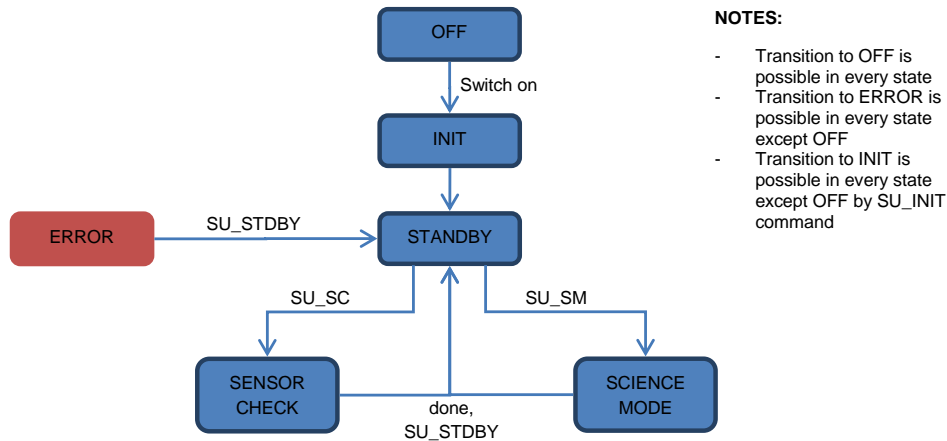 OFF
Switch on
INIT
ERROR
SU_STDBY
STANDBY
SU_SC
SU_SM
SENSOR
CHECK
SCIENCE
MODE
done,
SU_STDBY
NOTES:
- Transition to OFF is
possible in every state
- Transition to ERROR is
possible in every state
except OFF
- Transition to INIT is
possible in every state
except OFF by SU_INIT
command